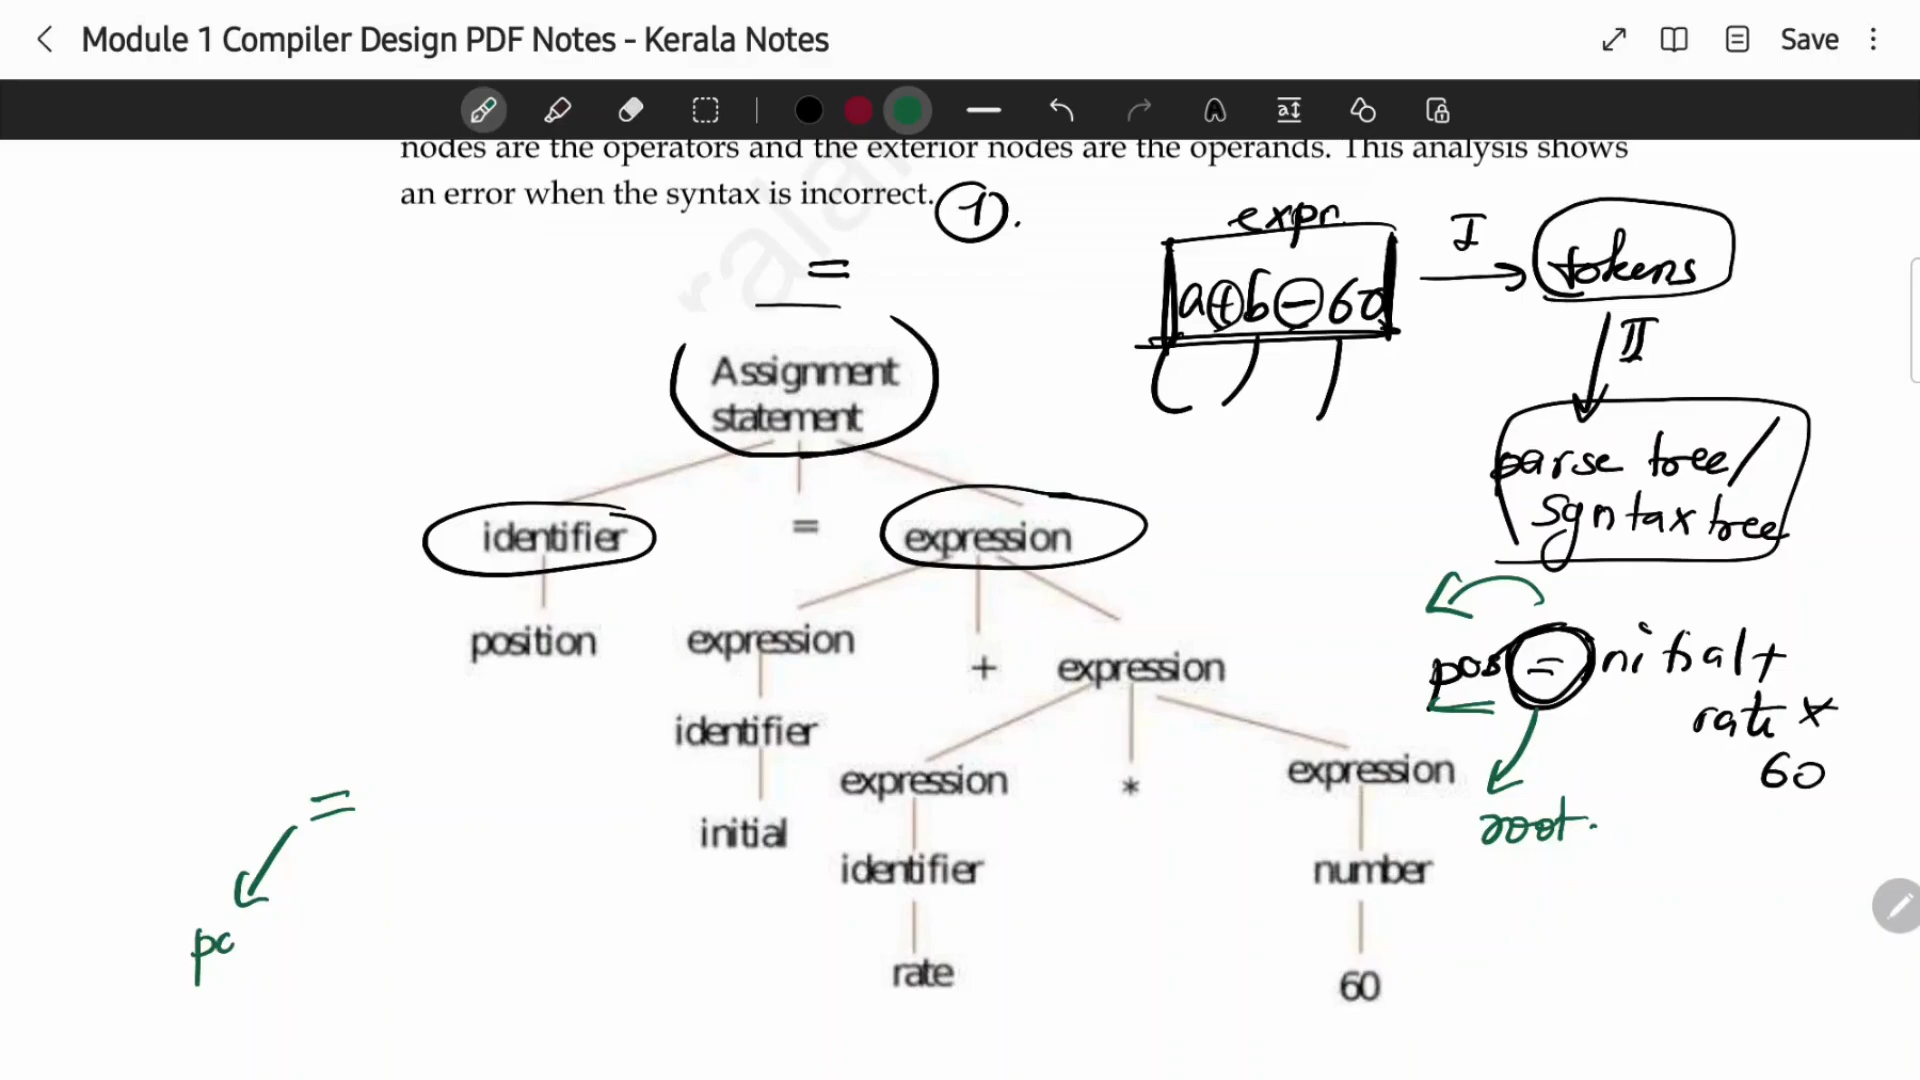 Module 1 Compiler Design PDF Notes - Kerala Notes
Save
nodes are the operators and the exterior nodes are the operands. This analysis shows
an error when the syntax is incorrect.
1.
expr.
a+b-60
I
tokens
II
parse tree/
syntax tree
=
Assignment
statement
identifier = expression
position expression + expression
identifier expression * expression
initial identifier number
rate 60
pos = initial +
rate *
60
root.
=
po